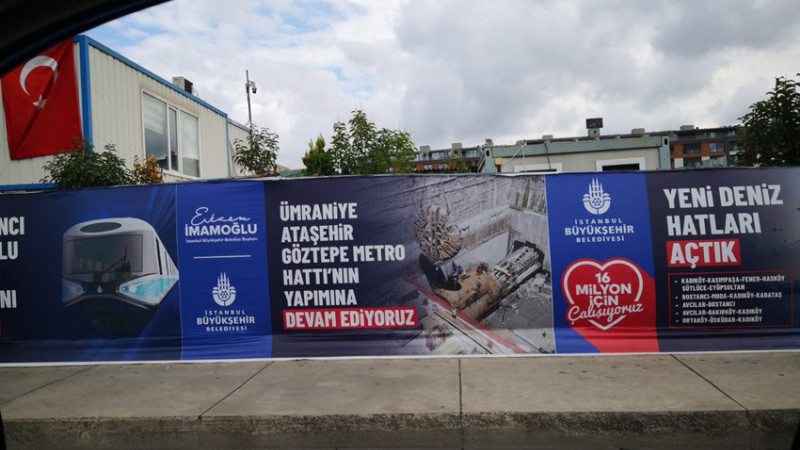 NCI
LU
NI
Ekrem
İMAMOĞLU
İstanbul Büyükşehir Belediye Başkanı
İSTANBUL
BÜYÜKŞEHİR
BELEDİYESİ
ÜMRANİYE
ATAŞEHİR
GÖZTEPE METRO
HATTI'NIN
YAPIMINA
DEVAM EDİYORUZ
İSTANBUL
BÜYÜKŞEHİR
BELEDİYESİ
16
MİLYON
İÇİN
Çalışıyoruz
YENİ DENİZ
HATLARI
AÇTIK
• KADIKÖY-KASIMPAŞA-FENER-HASKÖY
SÜTLÜCE-EYÜPSULTAN
• BOSTANCI-MODA-KADIKÖY-KABATAŞ
• AVCILAR-BOSTANCI
• AVCILAR-BAKIRKÖY-KADIKÖY
• ORTAKÖY-ÜSKÜDAR-KADIKÖY